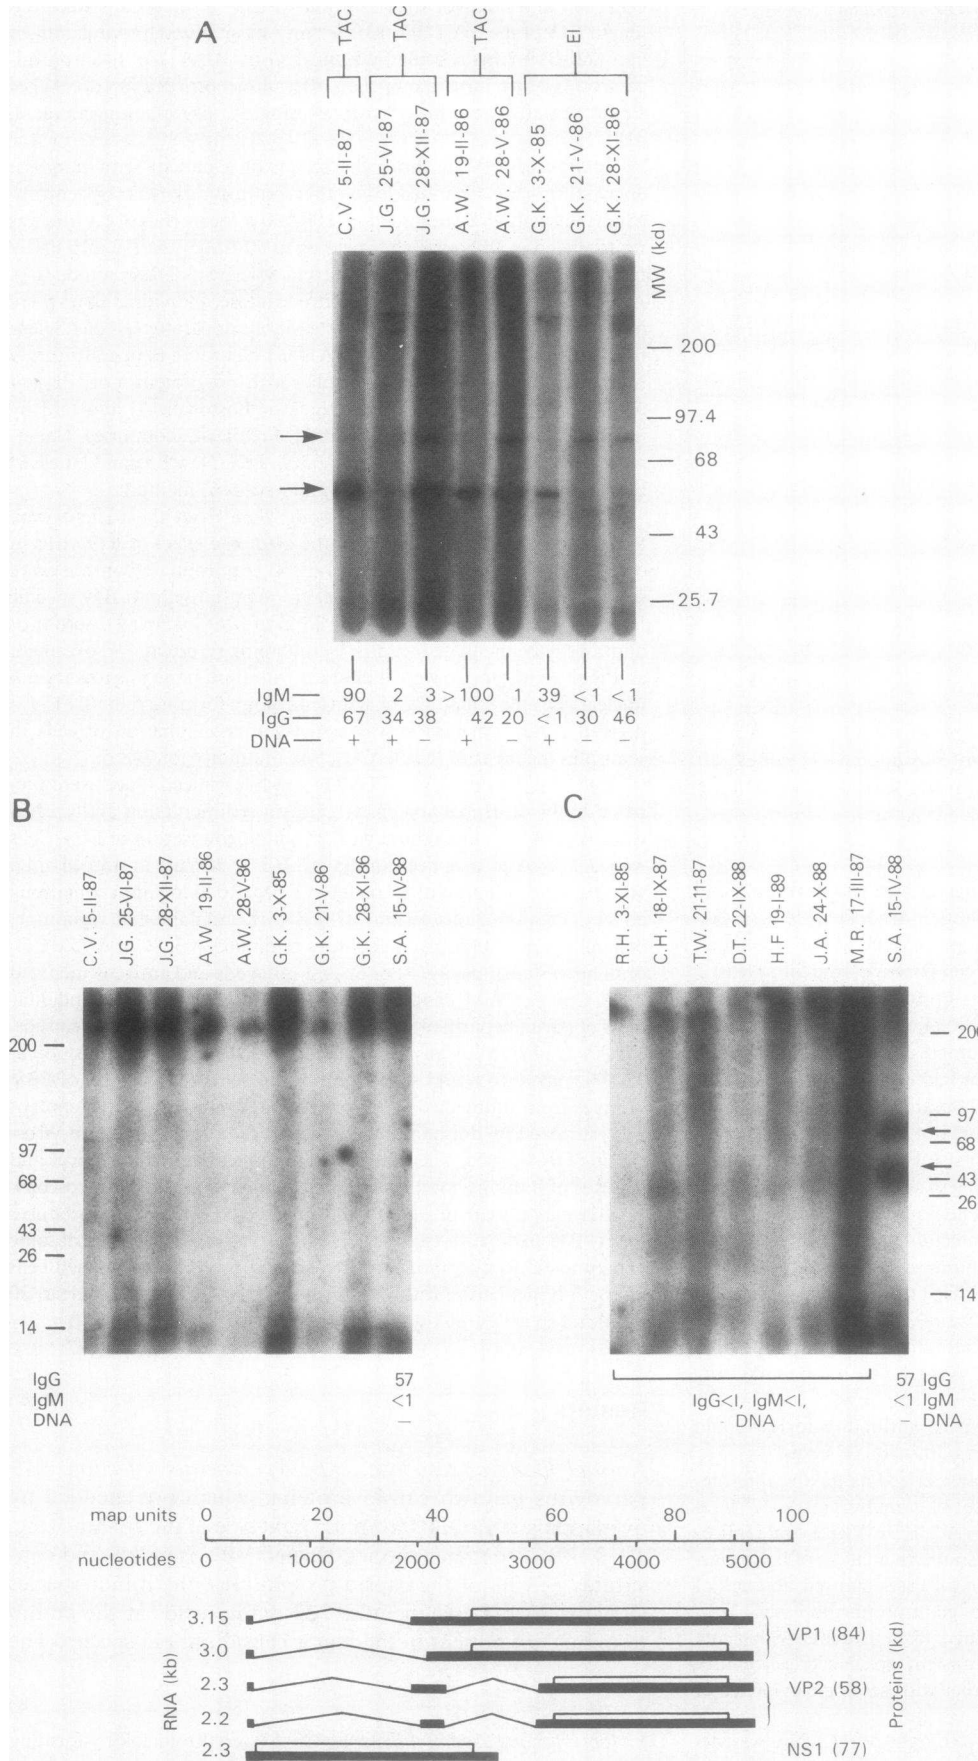 A
TAC
TAC
TAC
EI
C.V. 5-II-87
J.G. 25-VI-87
J.G. 28-XII-87
A.W. 19-II-86
A.W. 28-V-86
G.K. 3-X-85
G.K. 21-V-86
G.K. 28-XI-86
MW (kd)
200
97.4
68
43
25.7
IgM 90 2 3 >100 1 39 <1 <1
IgG 67 34 38 42 20 <1 30 46
DNA + + − + − + − −
B
C.V. 5-II-87
J.G. 25-VI-87
J.G. 28-XII-87
A.W. 19-II-86
A.W. 28-V-86
G.K. 3-X-85
G.K. 21-V-86
G.K. 28-XI-86
S.A. 15-IV-88
200
97
68
43
26
14
IgG 57
IgM <1
DNA −
C
R.H. 3-XI-85
C.H. 18-IX-87
T.W. 21-11-87
D.T. 22-IX-88
H.F 19-I-89
J.A. 24-X-88
M.R. 17-III-87
S.A. 15-IV-88
200
97
68
43
26
14
IgG<I, IgM<I,
DNA
57 IgG
<1 IgM
− DNA
map units 0 20 40 60 80 100
nucleotides 0 1000 2000 3000 4000 5000
RNA (kb)
3.15
3.0
2.3
2.2
2.3
VP1 (84)
VP2 (58)
NS1 (77)
Proteins (kd)